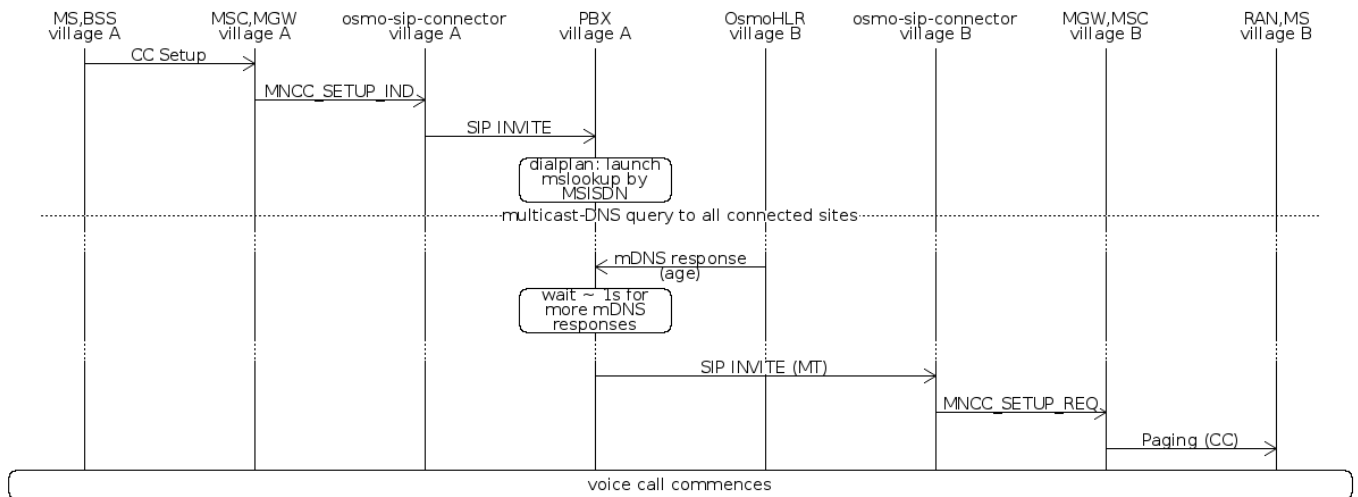 MS,BSS MSC,MGW osmo-sip-connector PBX OsmoHLR osmo-sip-connector MGW,MSC RAN,MS
village A village A village A village A village B village B village B village B
CC Setup
MNCC_SETUP_IND
SIP INVITE
dialplan: launch
mslookup by
MSISDN
multicast-DNS query to all connected sites
mDNS response
(age)
wait ~ 1s for
more mDNS
responses
SIP INVITE (MT)
MNCC_SETUP_REQ
Paging (CC)
voice call commences